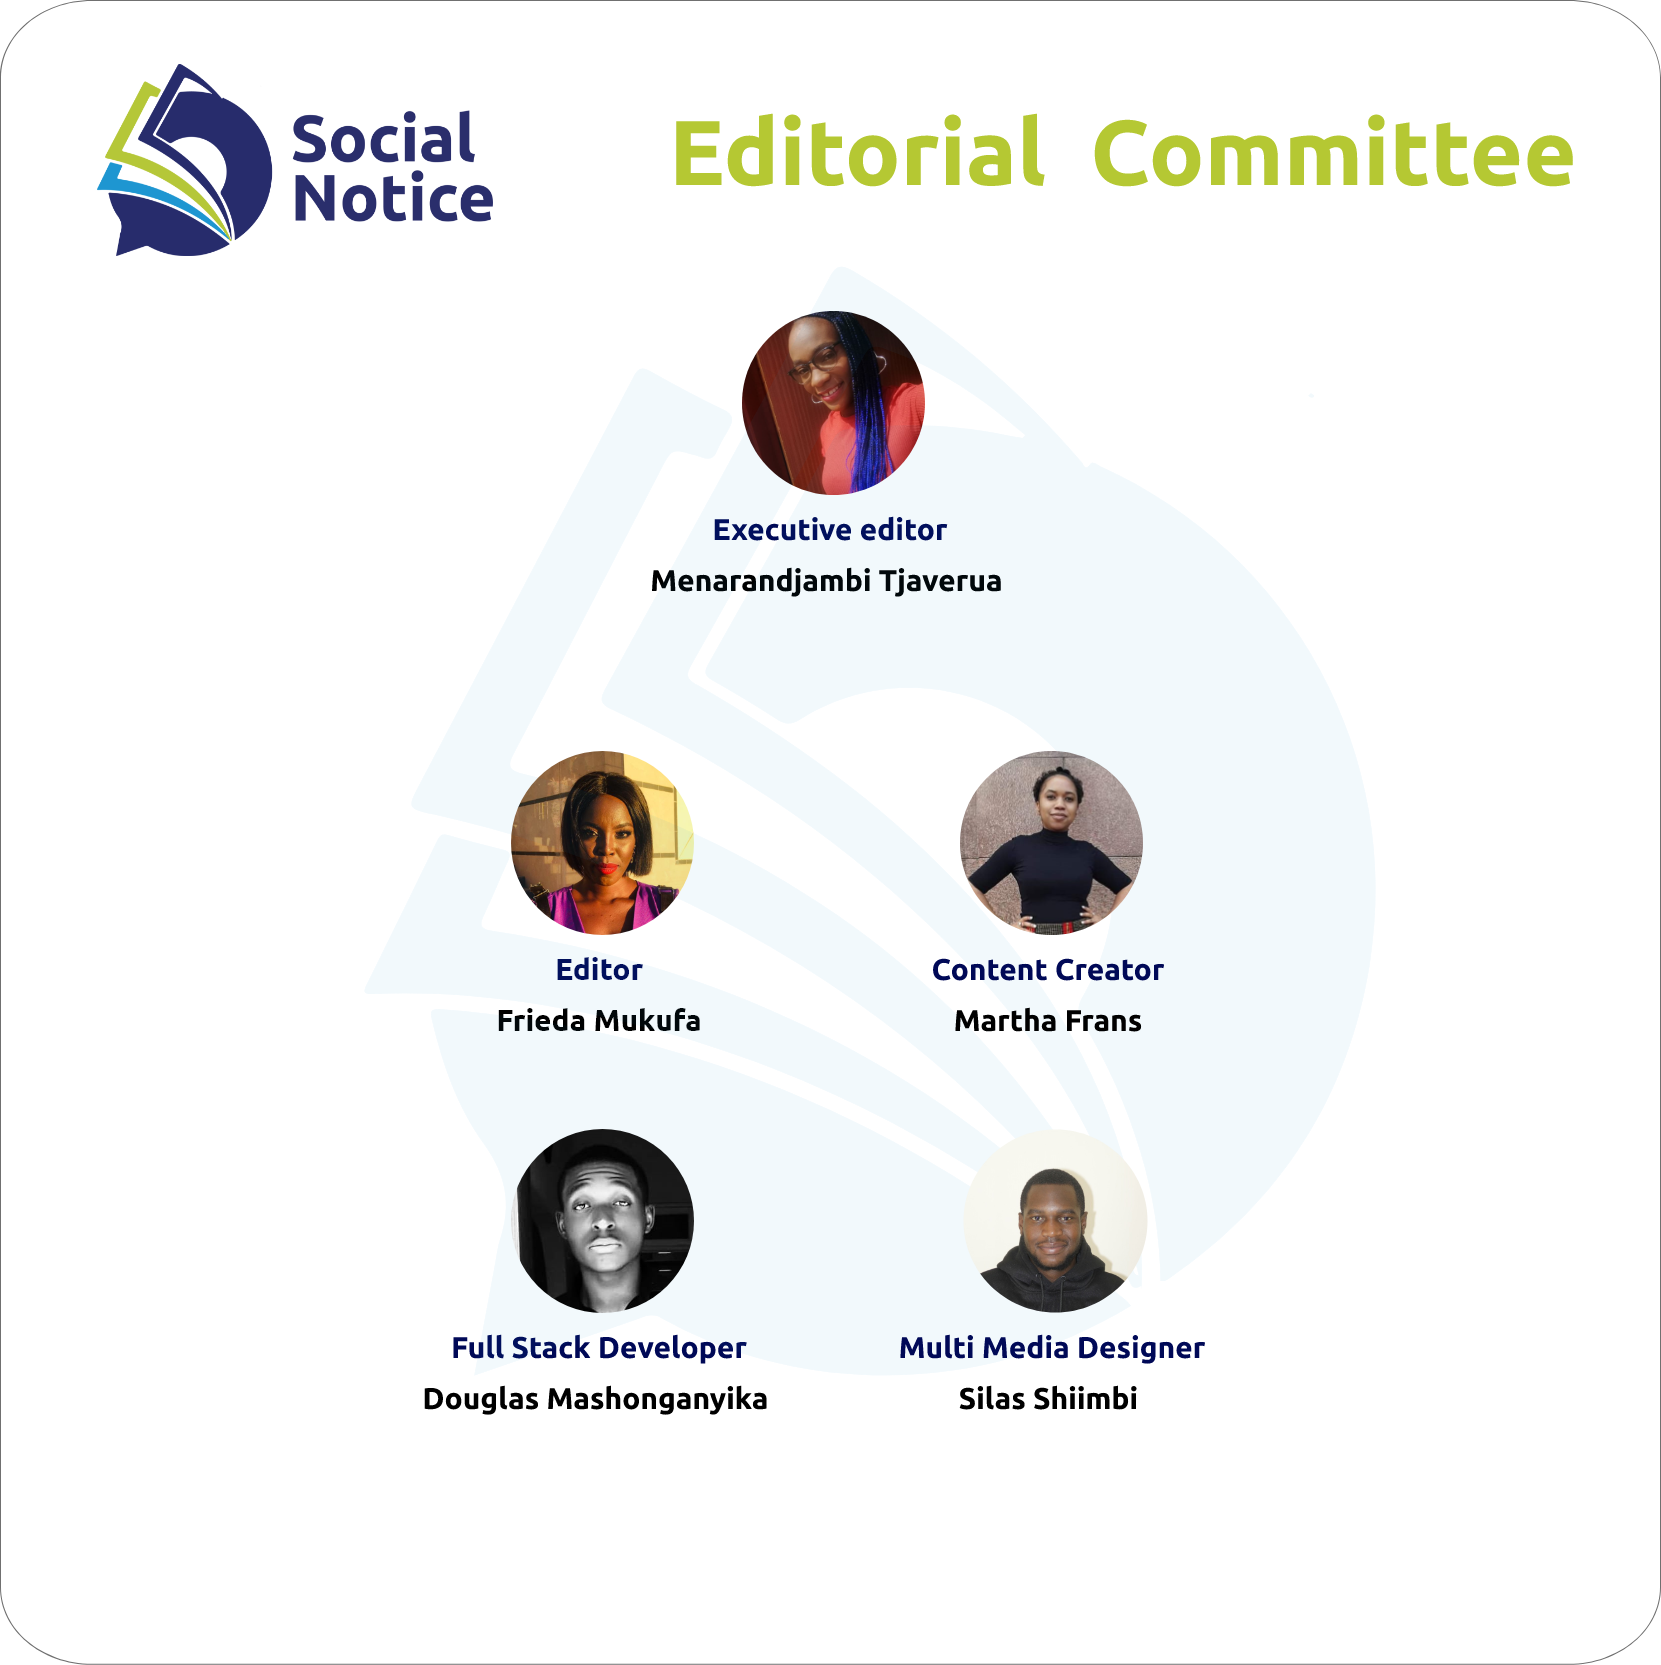 Social
Notice
Editorial Committee
Executive editor
Menarandjambi Tjaverua
Editor
Frieda Mukufa
Content Creator
Martha Frans
Full Stack Developer
Douglas Mashonganyika
Multi Media Designer
Silas Shiimbi